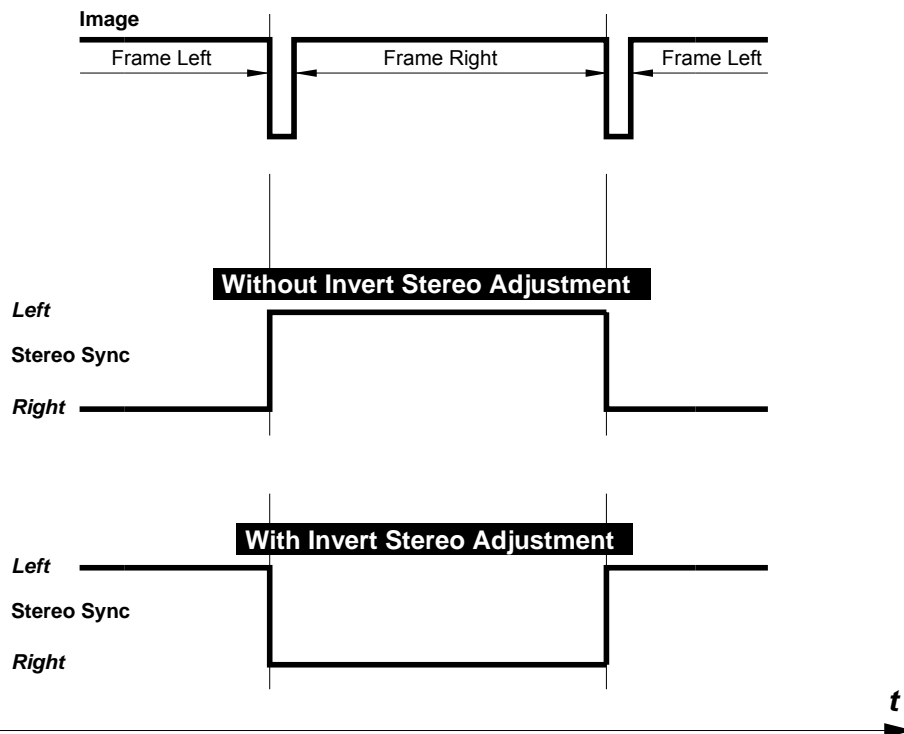 Image
Frame Left Frame Right Frame Left
Without Invert Stereo Adjustment
Left
Stereo Sync
Right
With Invert Stereo Adjustment
Left
Stereo Sync
Right
t